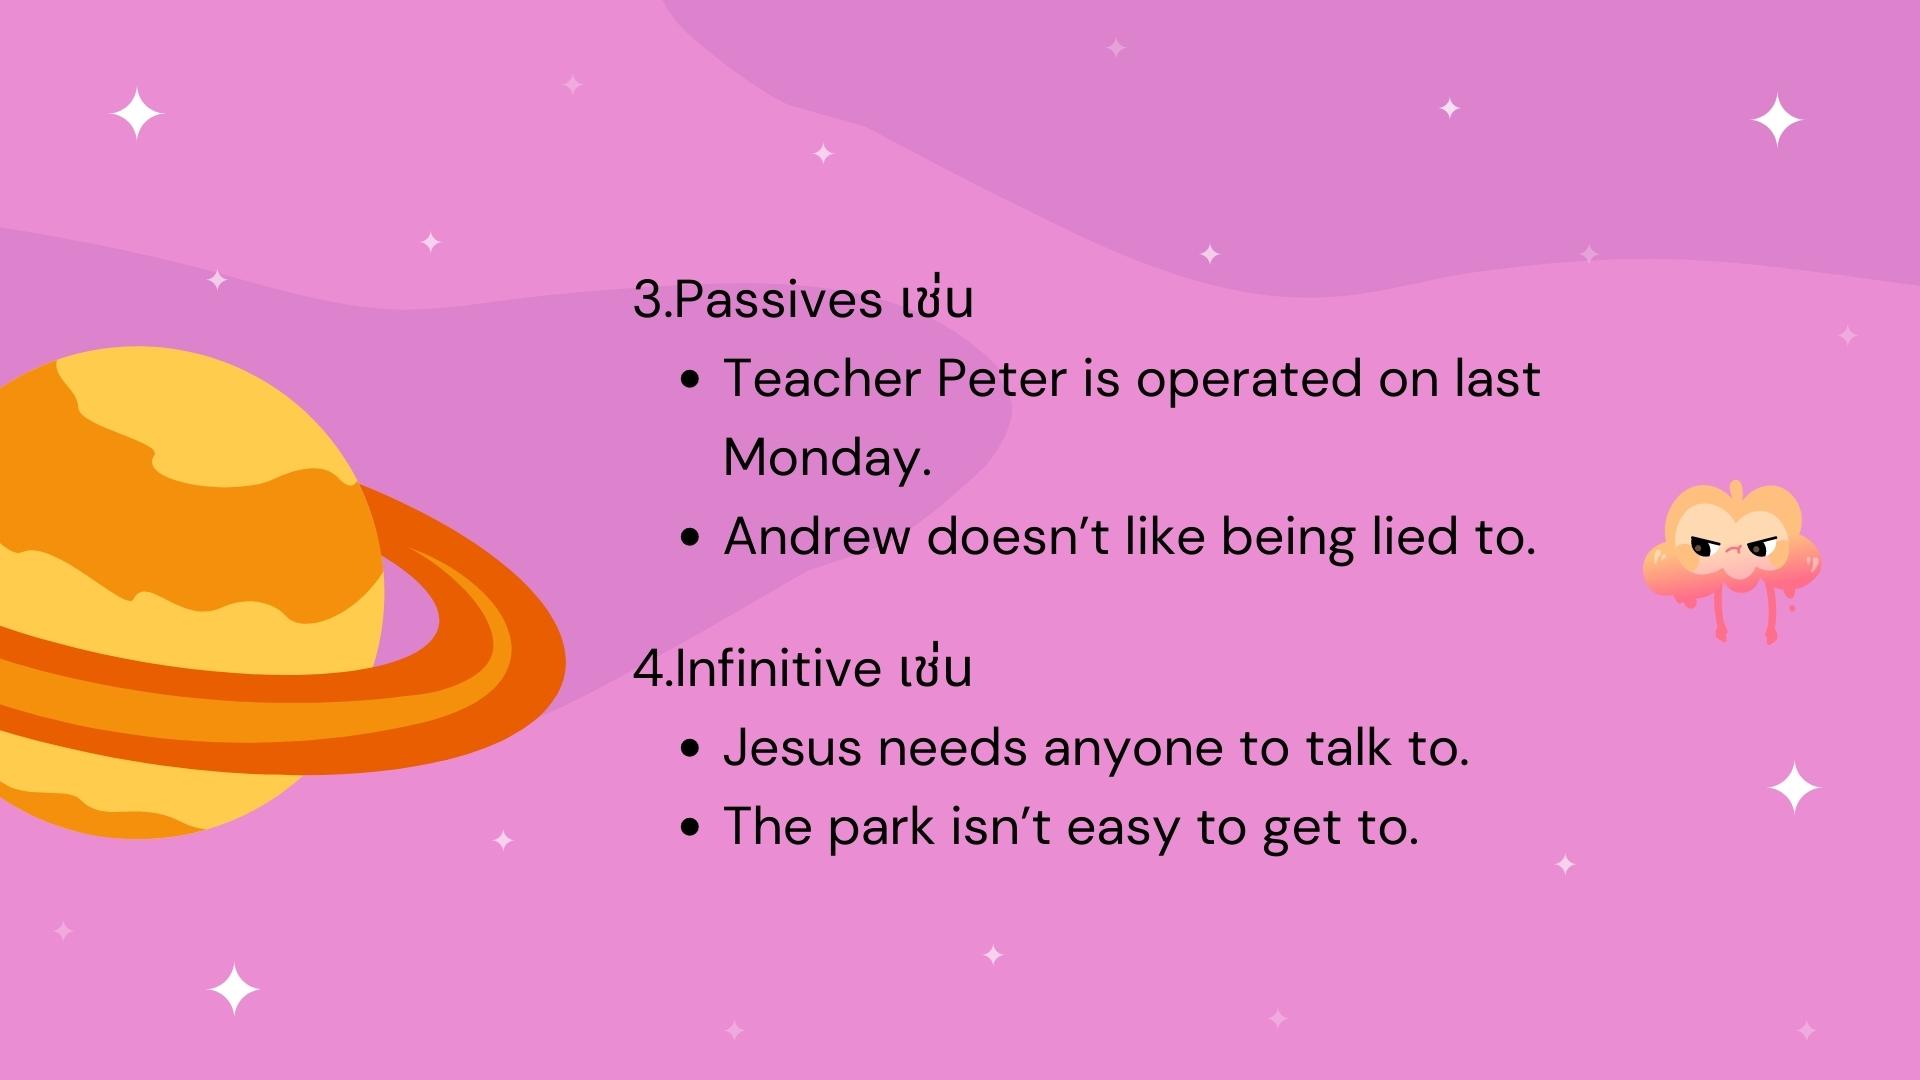 3.Passives เช่น
• Teacher Peter is operated on last
Monday.
• Andrew doesn’t like being lied to.
4.Infinitive เช่น
• Jesus needs anyone to talk to.
• The park isn’t easy to get to.